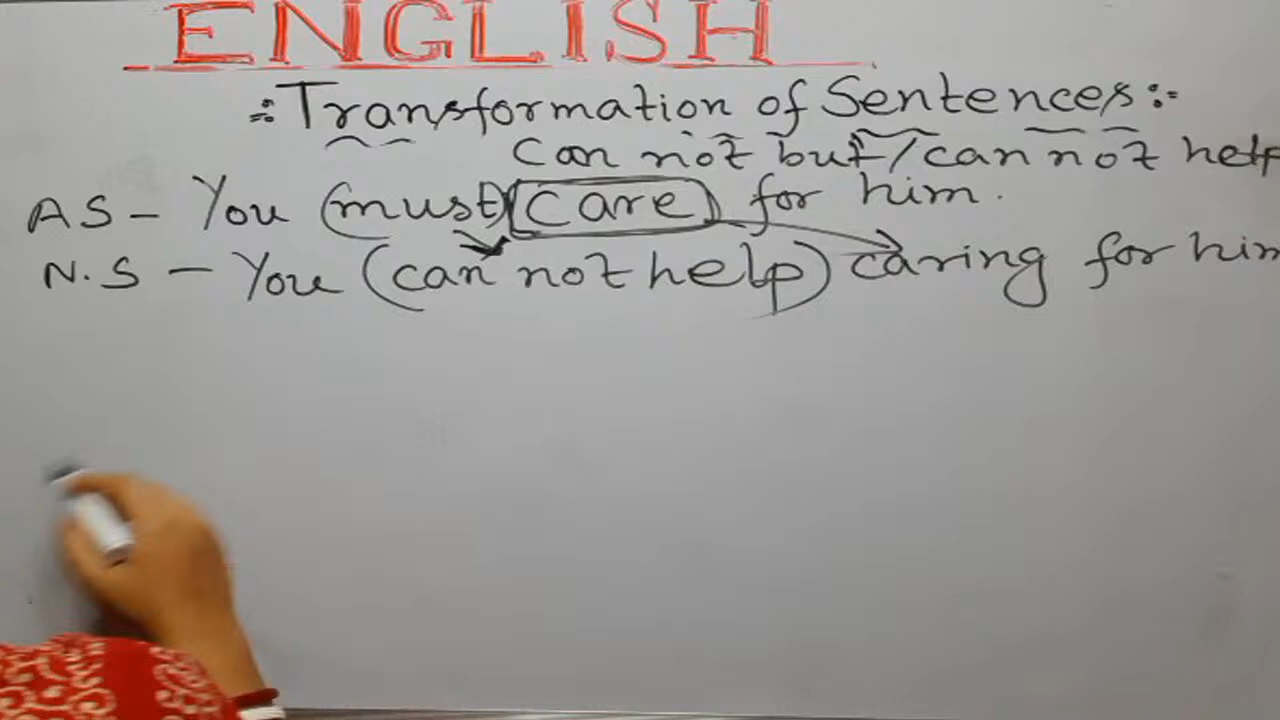 ENGLISH
:Transformation of Sentences:-
Can not but/can not help
AS- You (must) (care) for him.
N.S - You (can not help) caring for him